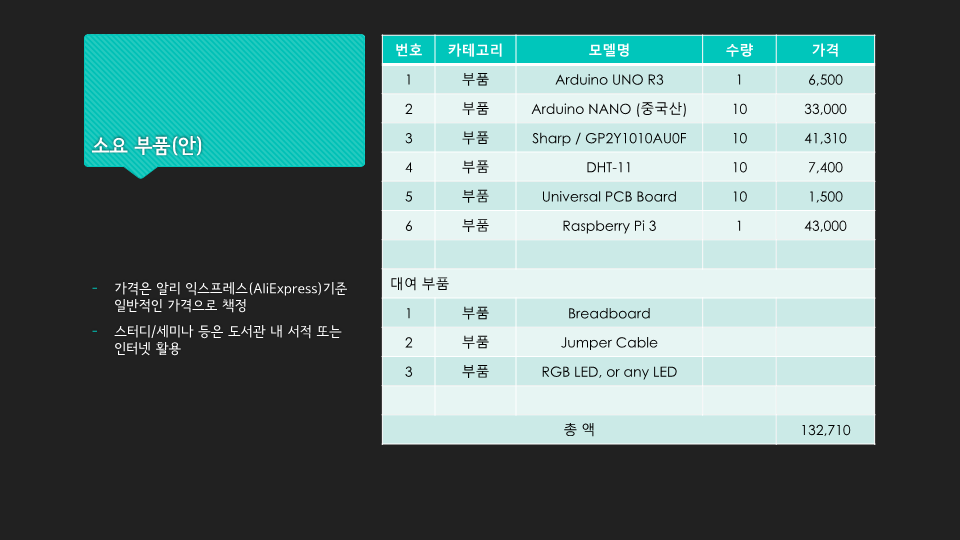 소요 부품(안)
- 가격은 알리 익스프레스(AliExpress)기준
일반적인 가격으로 책정
- 스터디/세미나 등은 도서관 내 서적 또는
인터넷 활용
번호 카테고리 모델명 수량 가격
1 부품 Arduino UNO R3 1 6,500
2 부품 Arduino NANO (중국산) 10 33,000
3 부품 Sharp / GP2Y1010AU0F 10 41,310
4 부품 DHT-11 10 7,400
5 부품 Universal PCB Board 10 1,500
6 부품 Raspberry Pi 3 1 43,000
대여 부품
1 부품 Breadboard
2 부품 Jumper Cable
3 부품 RGB LED, or any LED
총 액 132,710